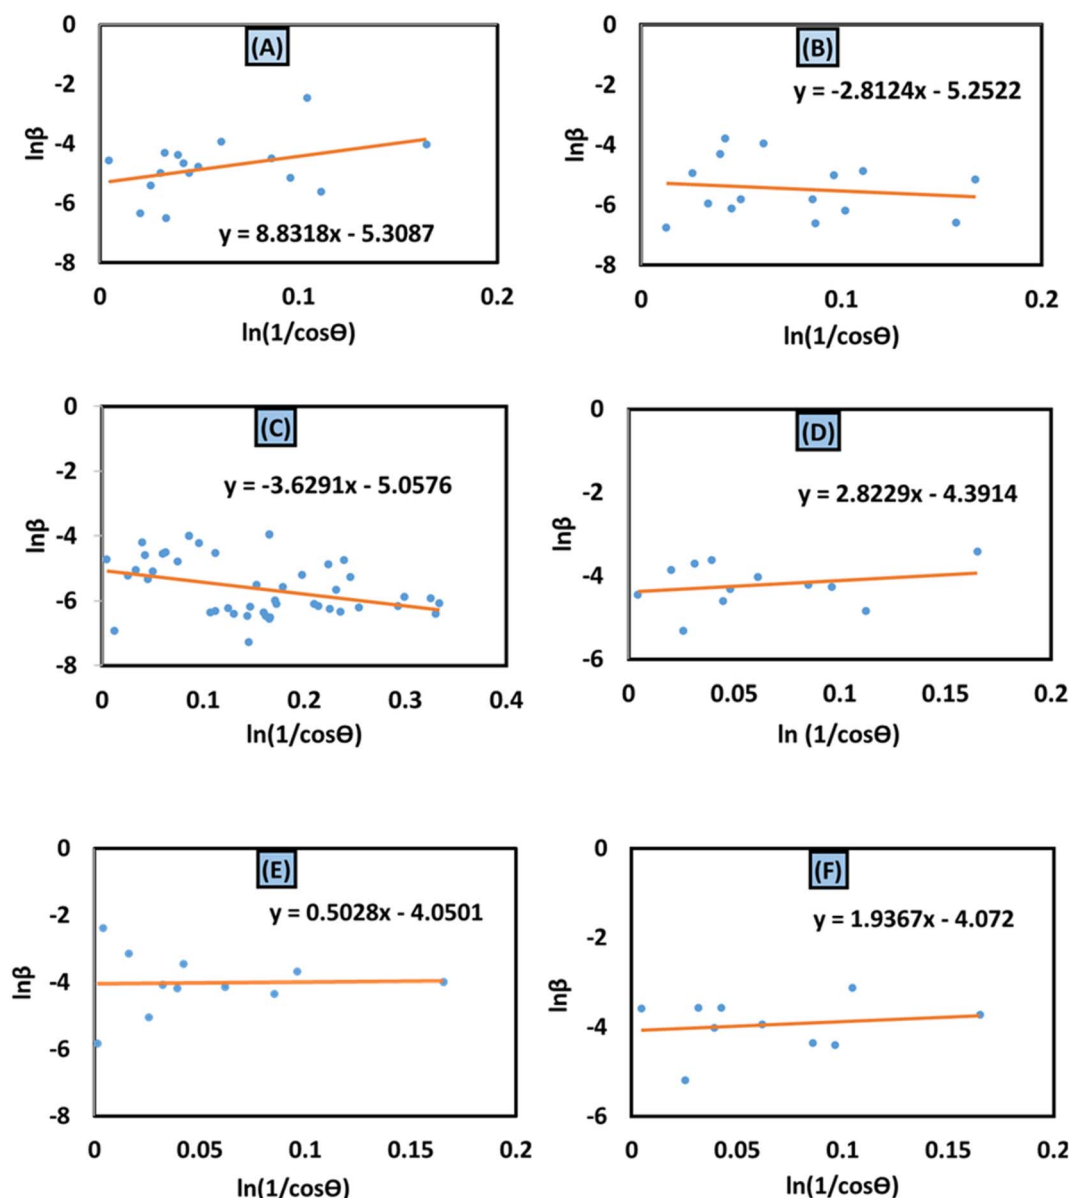 (A)
0
-2
-4
-6
-8
lnβ
y = 8.8318x - 5.3087
0 0.1 0.2
ln(1/cosΘ)
(B)
0
-2
-4
-6
-8
lnβ
y = -2.8124x - 5.2522
0 0.1 0.2
ln(1/cosΘ)
(C)
0
-2
-4
-6
-8
lnβ
y = -3.6291x - 5.0576
0 0.1 0.2 0.3 0.4
ln(1/cosΘ)
(D)
0
-2
-4
-6
lnβ
y = 2.8229x - 4.3914
0 0.05 0.1 0.15 0.2
ln (1/cosΘ)
(E)
0
-2
-4
-6
-8
lnβ
y = 0.5028x - 4.0501
0 0.05 0.1 0.15 0.2
ln(1/cosΘ)
(F)
0
-2
-4
-6
lnβ
y = 1.9367x - 4.072
0 0.05 0.1 0.15 0.2
ln(1/cosΘ)